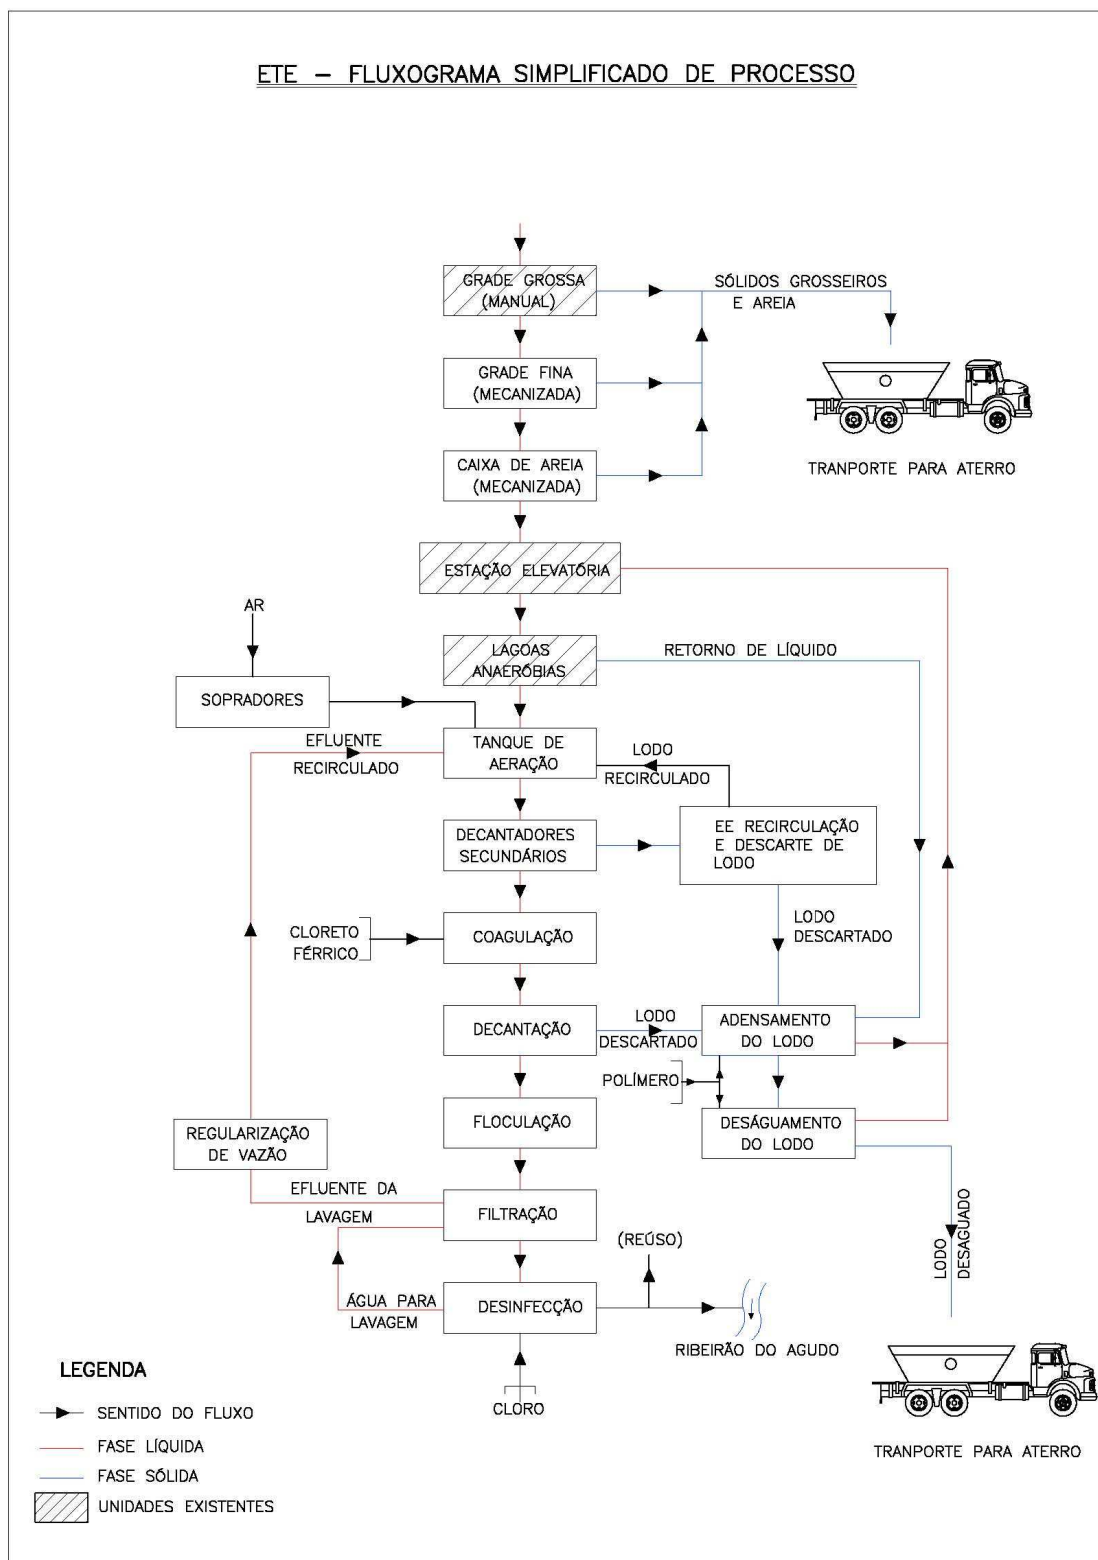 ETE – FLUXOGRAMA SIMPLIFICADO DE PROCESSO
GRADE GROSSA
(MANUAL)
SÓLIDOS GROSSEIROS
E AREIA
GRADE FINA
(MECANIZADA)
CAIXA DE AREIA
(MECANIZADA)
TRANPORTE PARA ATERRO
ESTAÇÃO ELEVATÓRIA
AR
LAGOAS
ANAERÓBIAS
RETORNO DE LÍQUIDO
SOPRADORES
EFLUENTE
RECIRCULADO
TANQUE DE
AERAÇÃO
LODO
RECIRCULADO
DECANTADORES
SECUNDÁRIOS
EE RECIRCULAÇÃO
E DESCARTE DE
LODO
LODO
DESCARTADO
CLORETO
FÉRRICO
COAGULAÇÃO
DECANTAÇÃO
LODO
DESCARTADO
ADENSAMENTO
DO LODO
POLÍMERO
FLOCULAÇÃO
DESÁGUAMENTO
DO LODO
REGULARIZAÇÃO
DE VAZÃO
EFLUENTE DA
LAVAGEM
FILTRAÇÃO
(REÚSO)
LODO
DESAGUADO
ÁGUA PARA
LAVAGEM
DESINFECÇÃO
RIBEIRÃO DO AGUDO
CLORO
TRANPORTE PARA ATERRO
LEGENDA
SENTIDO DO FLUXO
FASE LÍQUIDA
FASE SÓLIDA
UNIDADES EXISTENTES